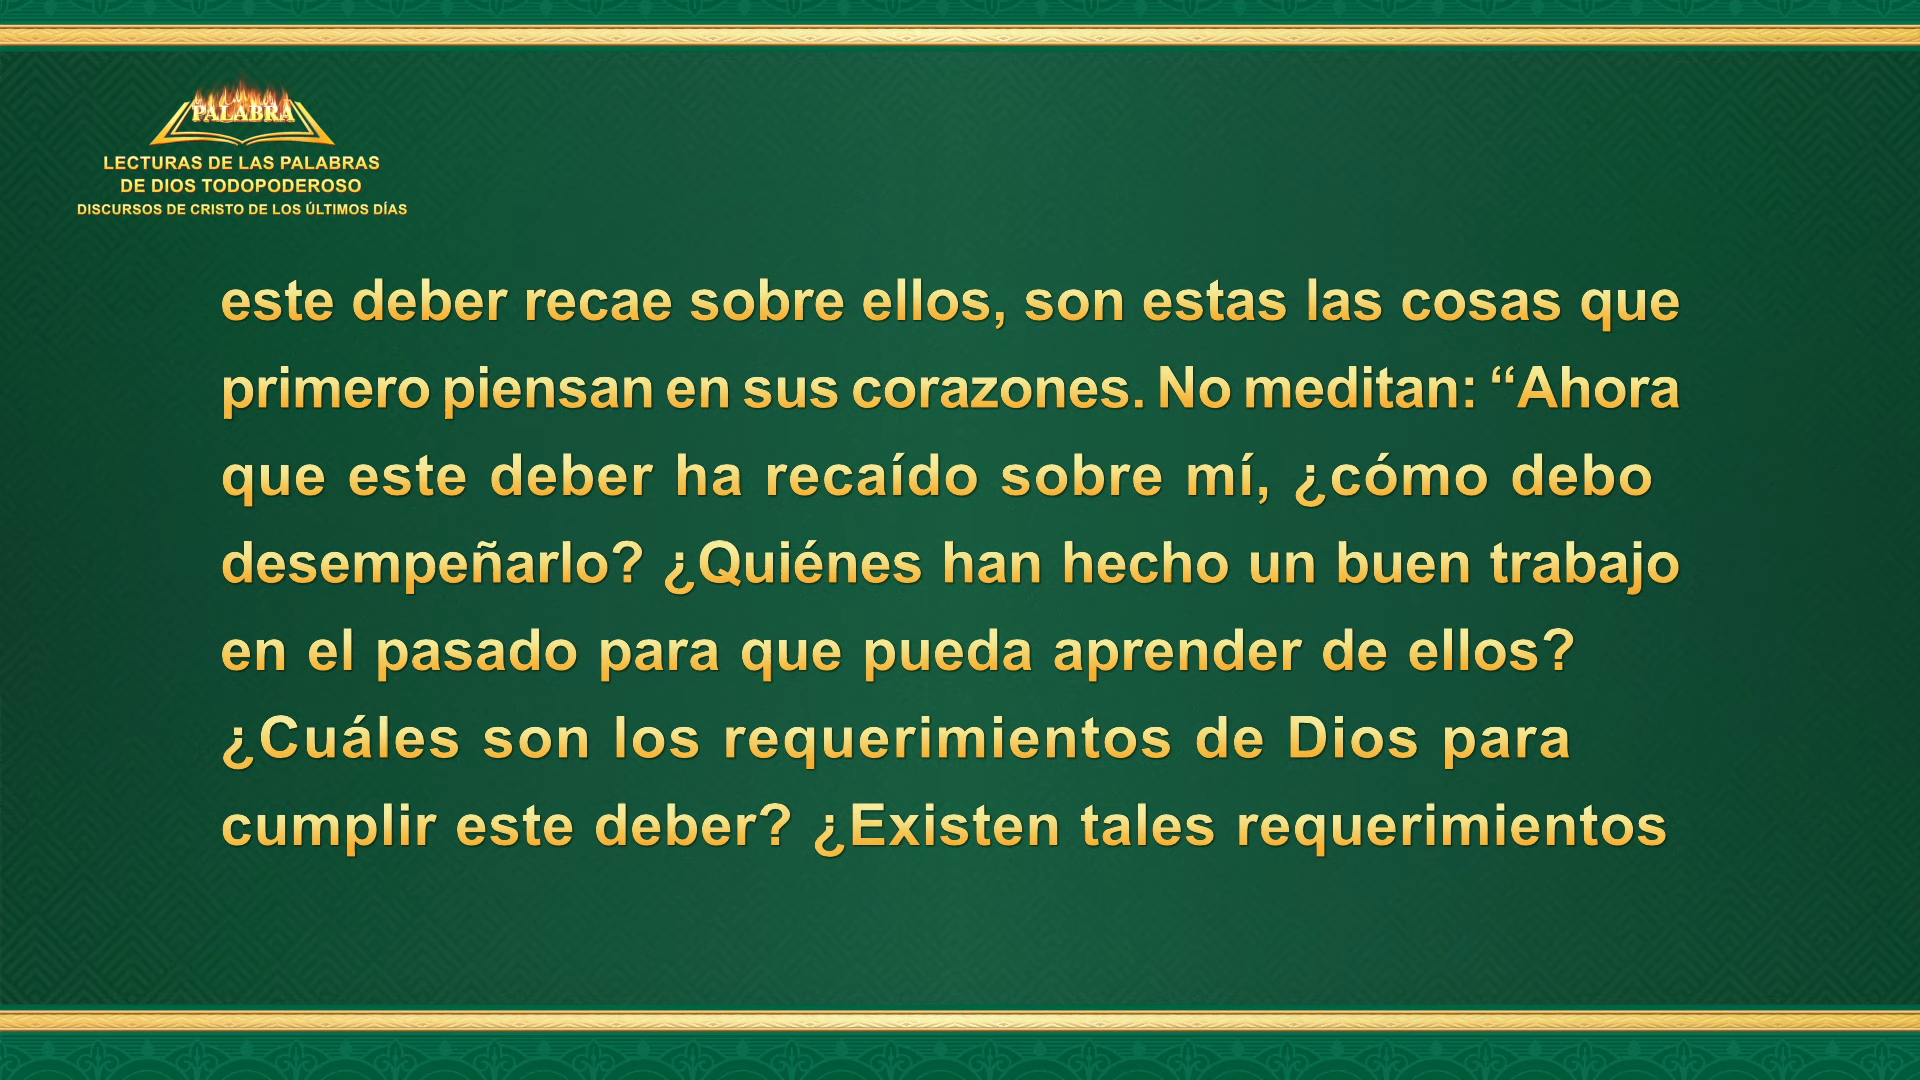 PALABRA
LECTURAS DE LAS PALABRAS
DE DIOS TODOPODEROSO
DISCURSOS DE CRISTO DE LOS ÚLTIMOS DÍAS
este deber recae sobre ellos, son estas las cosas que
primero piensan en sus corazones. No meditan: “Ahora
que este deber ha recaído sobre mí, ¿cómo debo
desempeñarlo? ¿Quiénes han hecho un buen trabajo
en el pasado para que pueda aprender de ellos?
¿Cuáles son los requerimientos de Dios para
cumplir este deber? ¿Existen tales requerimientos